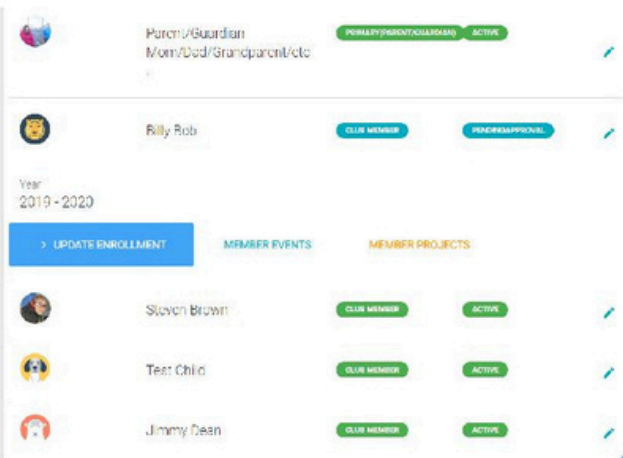 Parent/Guardian PRIMARY(PARENT/GUARDIAN) ACTIVE
Mom/Dad/Grandparent/etc
.
Billy Bob CLUB MEMBER PENDINGAPPROVAL
Year
2019 - 2020
> UPDATE ENROLLMENT MEMBER EVENTS MEMBER PROJECTS
Steven Brown CLUB MEMBER ACTIVE
Test Child CLUB MEMBER ACTIVE
Jimmy Dean CLUB MEMBER ACTIVE